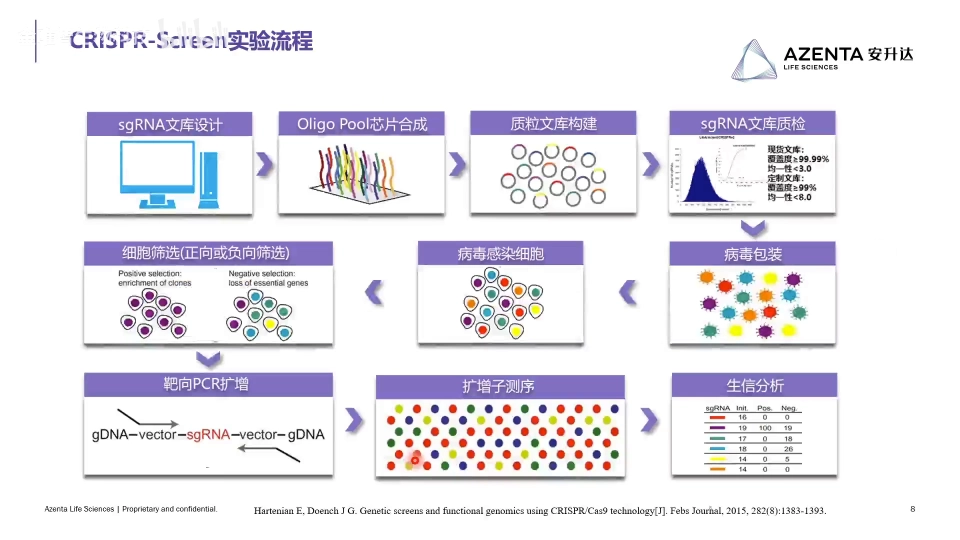 CRISPR-Screen实验流程
AZENTA 安升达
LIFE SCIENCES
sgRNA文库设计
Oligo Pool芯片合成
质粒文库构建
sgRNA文库质检
现货文库:
覆盖度≥99.99%
均一性<3.0
定制文库:
覆盖度≥99%
均一性<8.0
细胞筛选(正向或负向筛选)
Positive selection:
enrichment of clones
Negative selection:
loss of essential genes
病毒感染细胞
病毒包装
靶向PCR扩增
gDNA—vector—sgRNA—vector—gDNA
扩增子测序
生信分析
sgRNA Init. Pos. Neg.
16 0 0
19 100 19
17 0 18
18 0 26
14 0 5
14 0 0
Azenta Life Sciences | Proprietary and confidential.
Hartenian E, Doench J G. Genetic screens and functional genomics using CRISPR/Cas9 technology[J]. Febs Journal, 2015, 282(8):1383-1393.
8